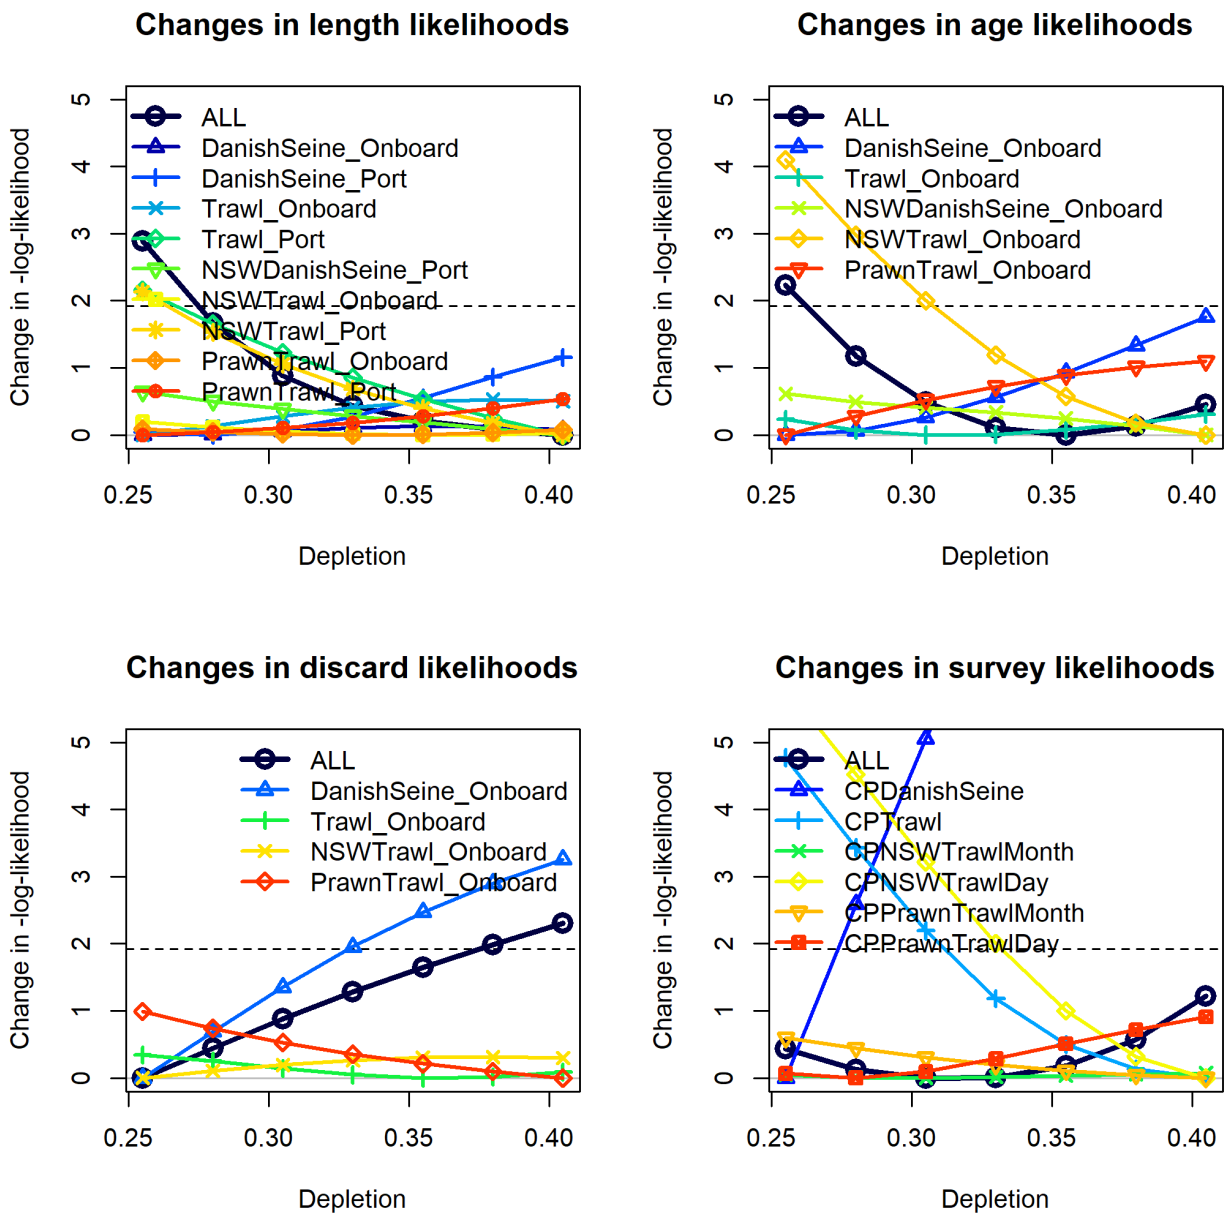 Changes in length likelihoods
Change in -log-likelihood
5
4
3
2
1
0
ALL
DanishSeine_Onboard
DanishSeine_Port
Trawl_Onboard
Trawl_Port
NSWDanishSeine_Port
NSWTrawl_Onboard
NSWTrawl_Port
PrawnTrawl_Onboard
PrawnTrawl_Port
0.25 0.30 0.35 0.40
Depletion
Changes in age likelihoods
Change in -log-likelihood
5
4
3
2
1
0
ALL
DanishSeine_Onboard
Trawl_Onboard
NSWDanishSeine_Onboard
NSWTrawl_Onboard
PrawnTrawl_Onboard
0.25 0.30 0.35 0.40
Depletion
Changes in discard likelihoods
Change in -log-likelihood
5
4
3
2
1
0
ALL
DanishSeine_Onboard
Trawl_Onboard
NSWTrawl_Onboard
PrawnTrawl_Onboard
0.25 0.30 0.35 0.40
Depletion
Changes in survey likelihoods
Change in -log-likelihood
5
4
3
2
1
0
ALL
CPDanishSeine
CPTrawl
CPNSWTrawlMonth
CPNSWTrawlDay
CPPrawnTrawlMonth
CPPrawnTrawlDay
0.25 0.30 0.35 0.40
Depletion